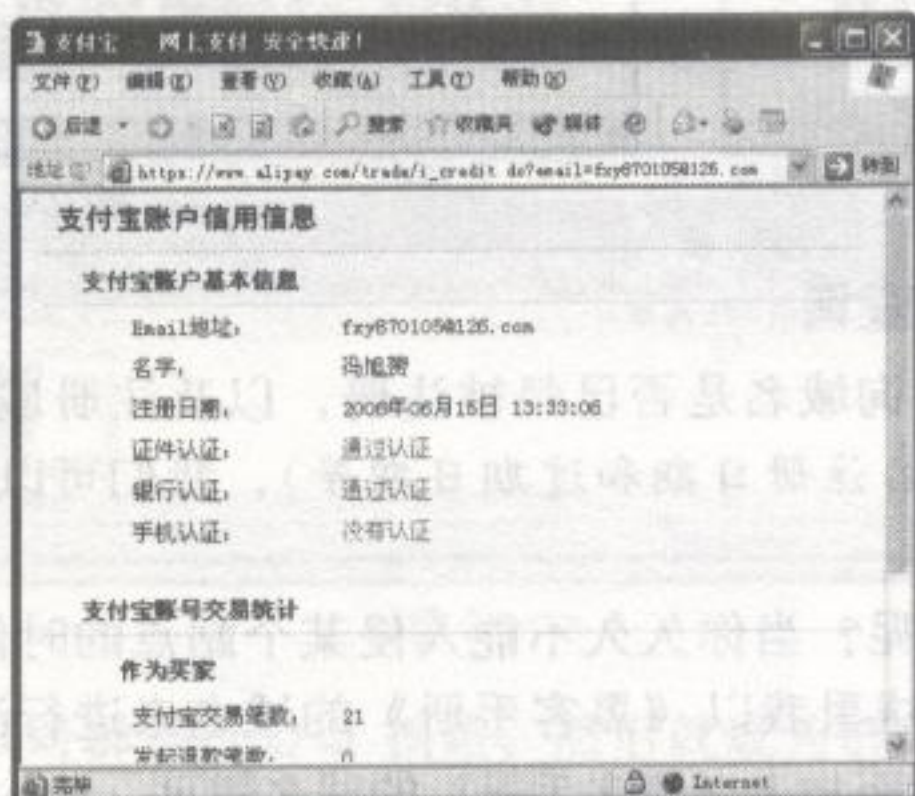 支付宝 - 网上支付 安全快速!
文件(F) 编辑(E) 查看(V) 收藏(A) 工具(T) 帮助(H)
后退 搜索 收藏夹 媒体
地址(D) https://www.alipay.com/trade/i_credit.do?email=fxy870105@126.com 转到
支付宝账户信用信息
支付宝账户基本信息
Email地址: fxy870105@126.com
名字: 冯旭
注册日期: 2006年06月15日 13:33:06
证件认证: 通过认证
银行认证: 通过认证
手机认证: 没有认证
支付宝账号交易统计
作为买家
支付宝交易笔数: 21
发起退款笔数: 0
完毕 Internet